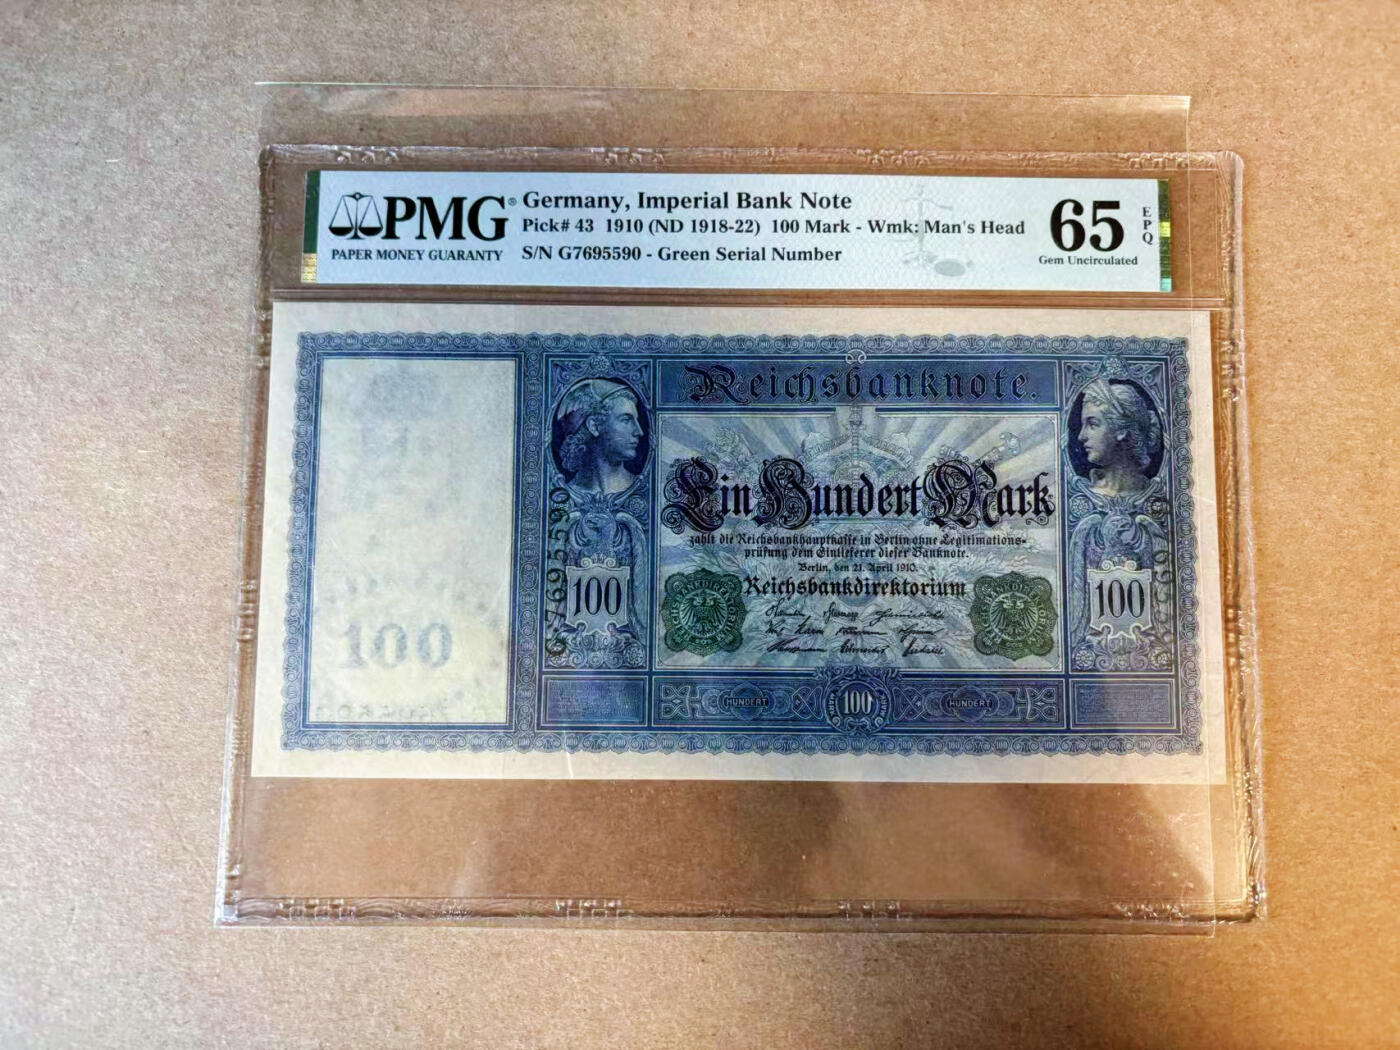 PMG®
PAPER MONEY GUARANTY
Germany, Imperial Bank Note
Pick# 43 1910 (ND 1918-22) 100 Mark - Wmk: Man's Head
S/N G7695590 - Green Serial Number
65
EPQ
Gem Uncirculated
Reichsbanknote.
Ein Hundert Mark
zahlt die Reichsbankhauptkasse in Berlin ohne Legitimations-
prüfung dem Einlieferer dieser Banknote.
Berlin, den 21. April 1910.
Reichsbankdirektorium
G·7695590
100
100
100
HUNDERT
100
HUNDERT